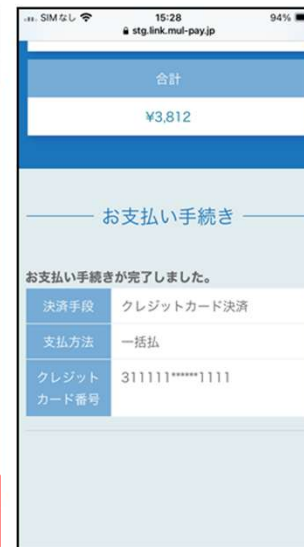 SIMなし 15:28 94%
stg.link.mul-pay.jp
合計
¥3,812
お支払い手続き
お支払い手続きが完了しました。
決済手段 クレジットカード決済
支払方法 一括払
クレジット
カード番号 311111******1111